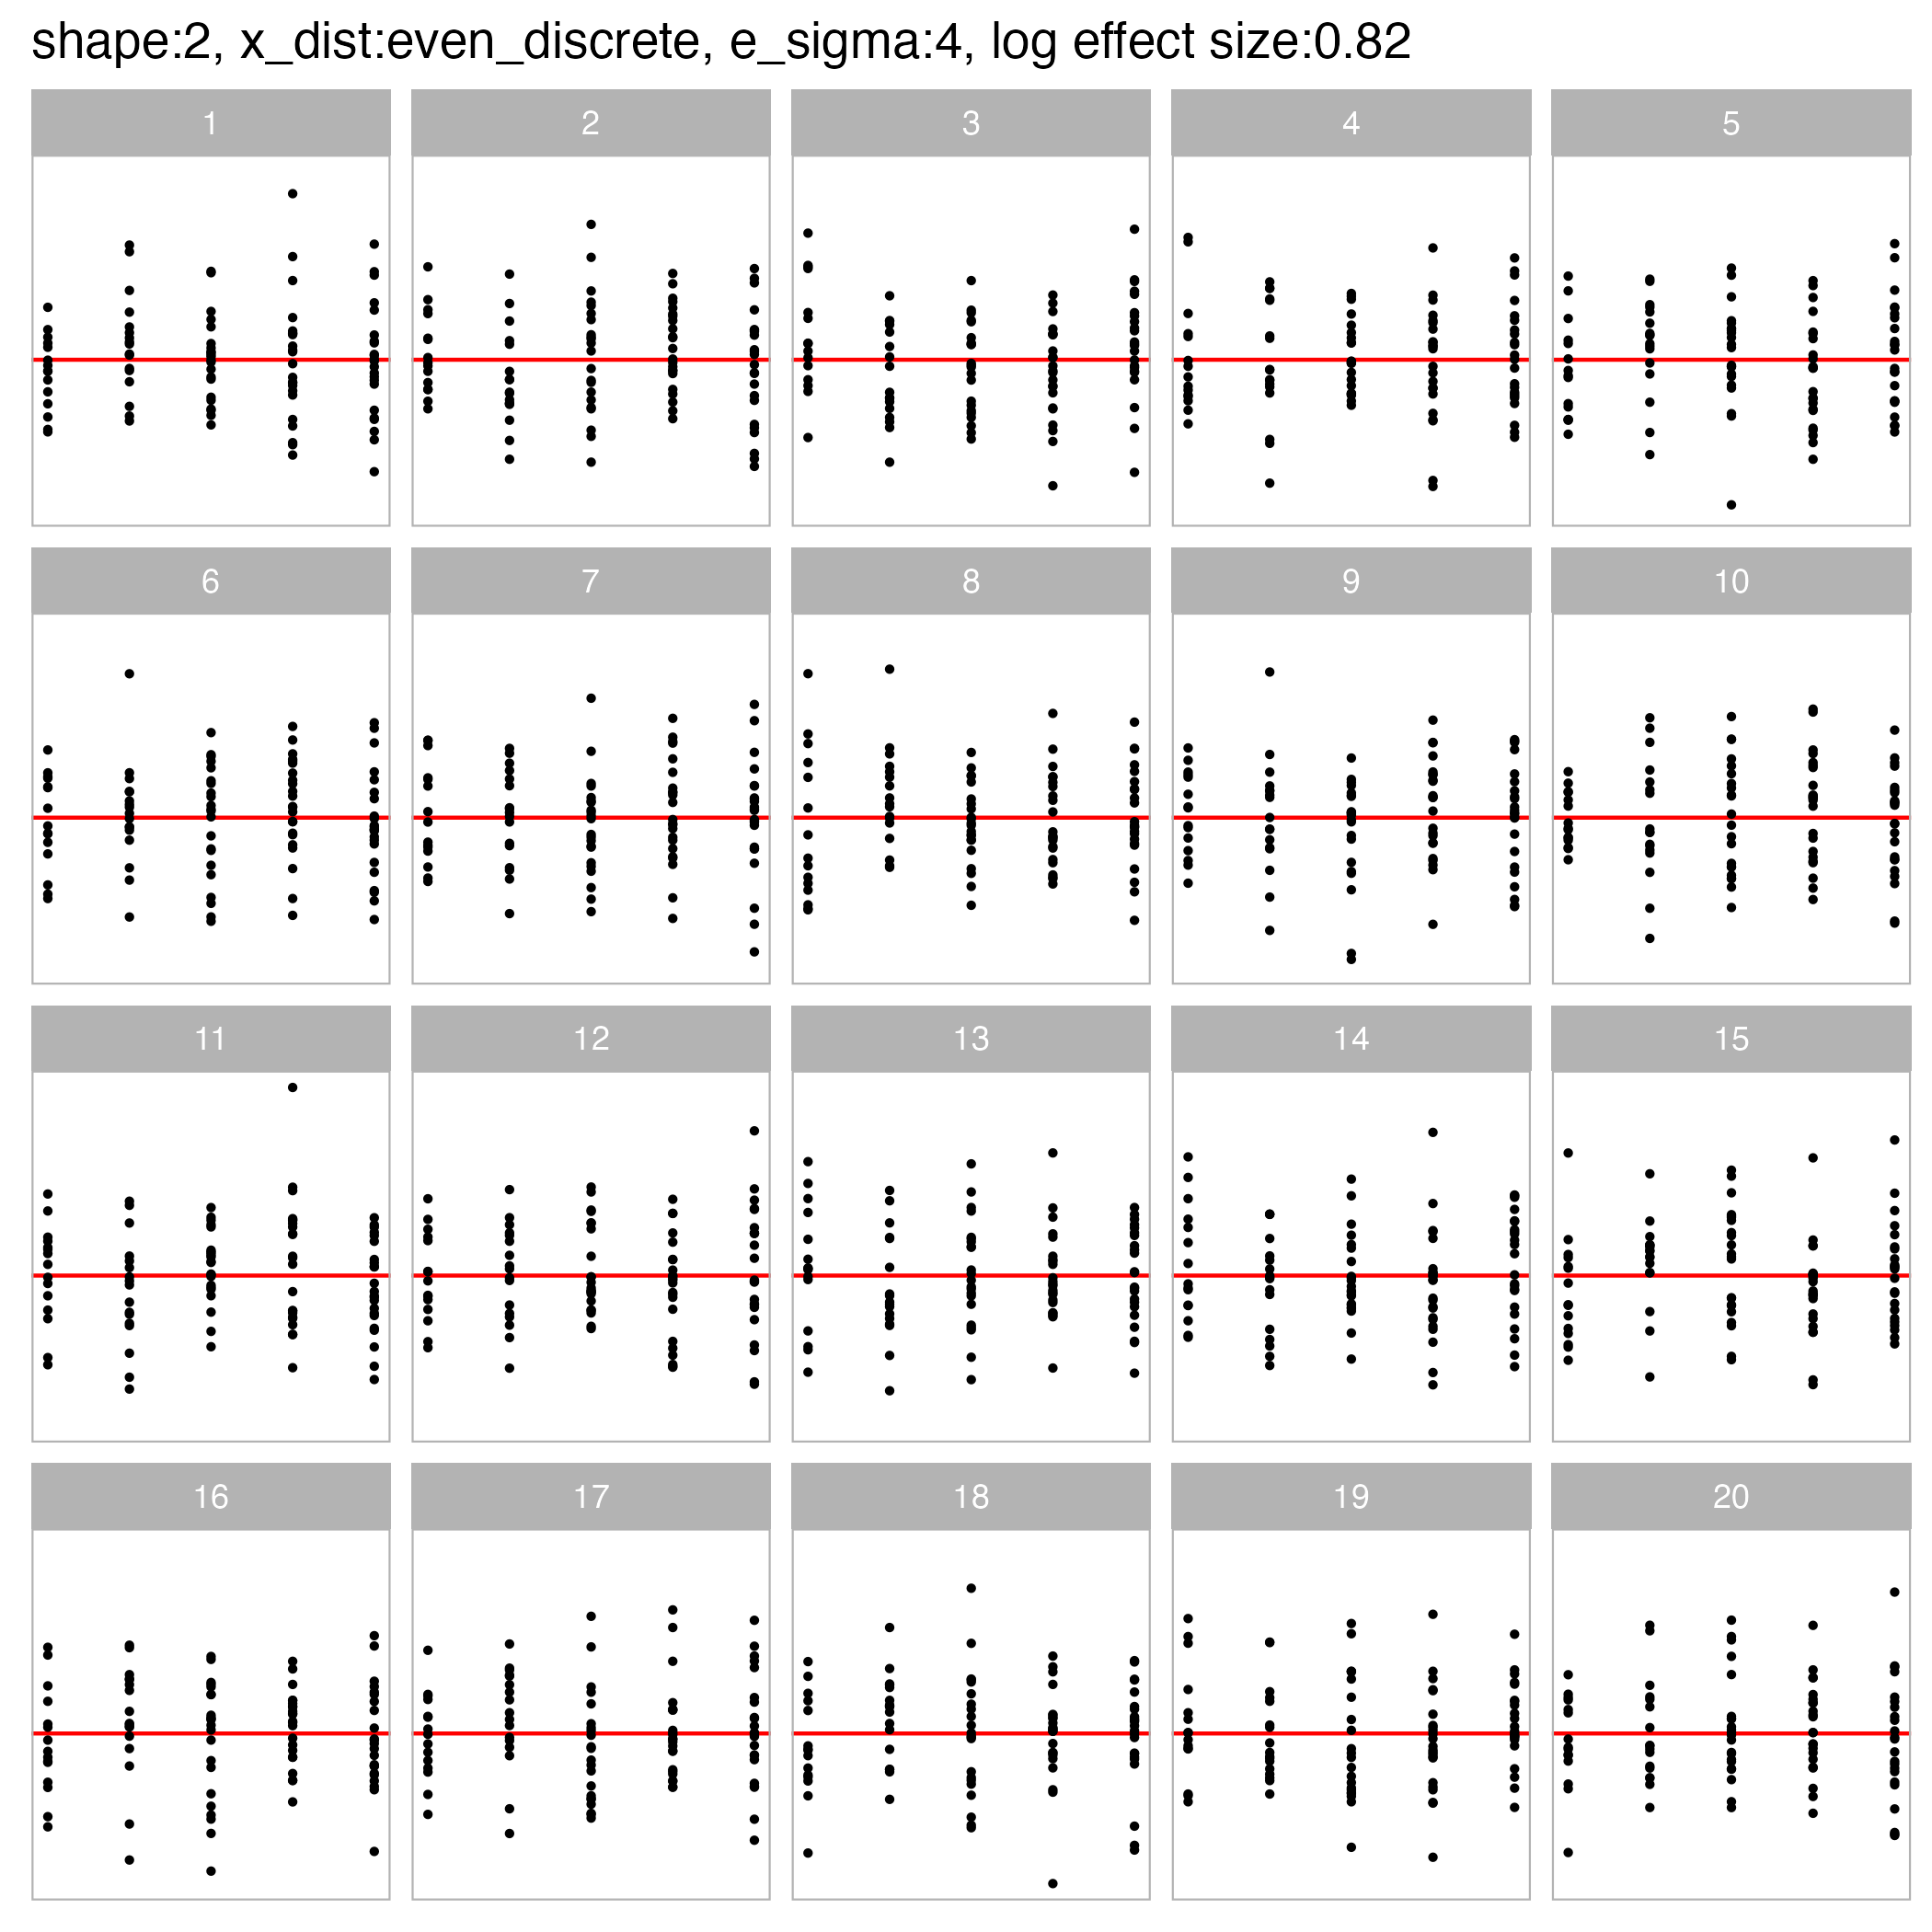 shape:2, x_dist:even_discrete, e_sigma:4, log effect size:0.82
1 2 3 4 5
6 7 8 9 10
11 12 13 14 15
16 17 18 19 20